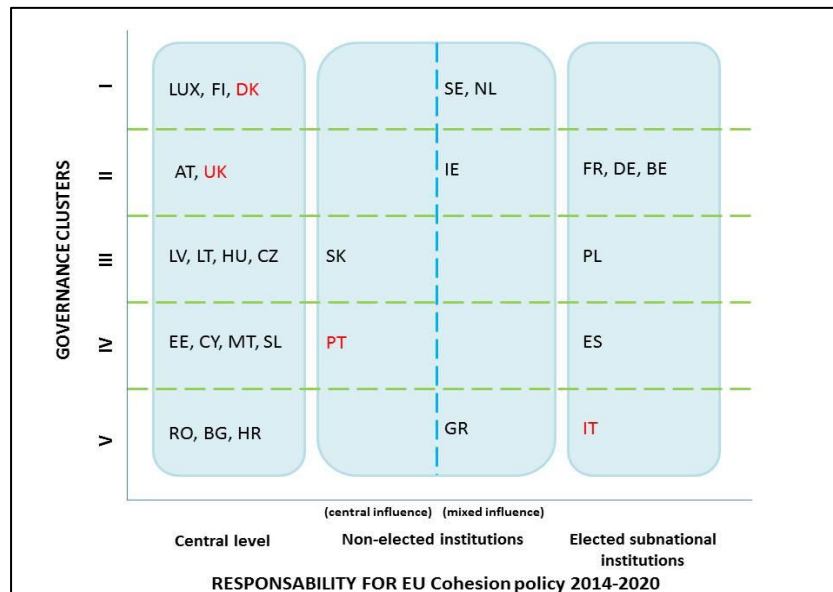 GOVERNANCE CLUSTERS
I
LUX, FI, DK
SE, NL
II
AT, UK
IE
FR, DE, BE
III
LV, LT, HU, CZ
SK
PL
IV
EE, CY, MT, SL
PT
ES
V
RO, BG, HR
GR
IT
(central influence) (mixed influence)
Central level
Non-elected institutions
Elected subnational
institutions
RESPONSABILITY FOR EU Cohesion policy 2014-2020